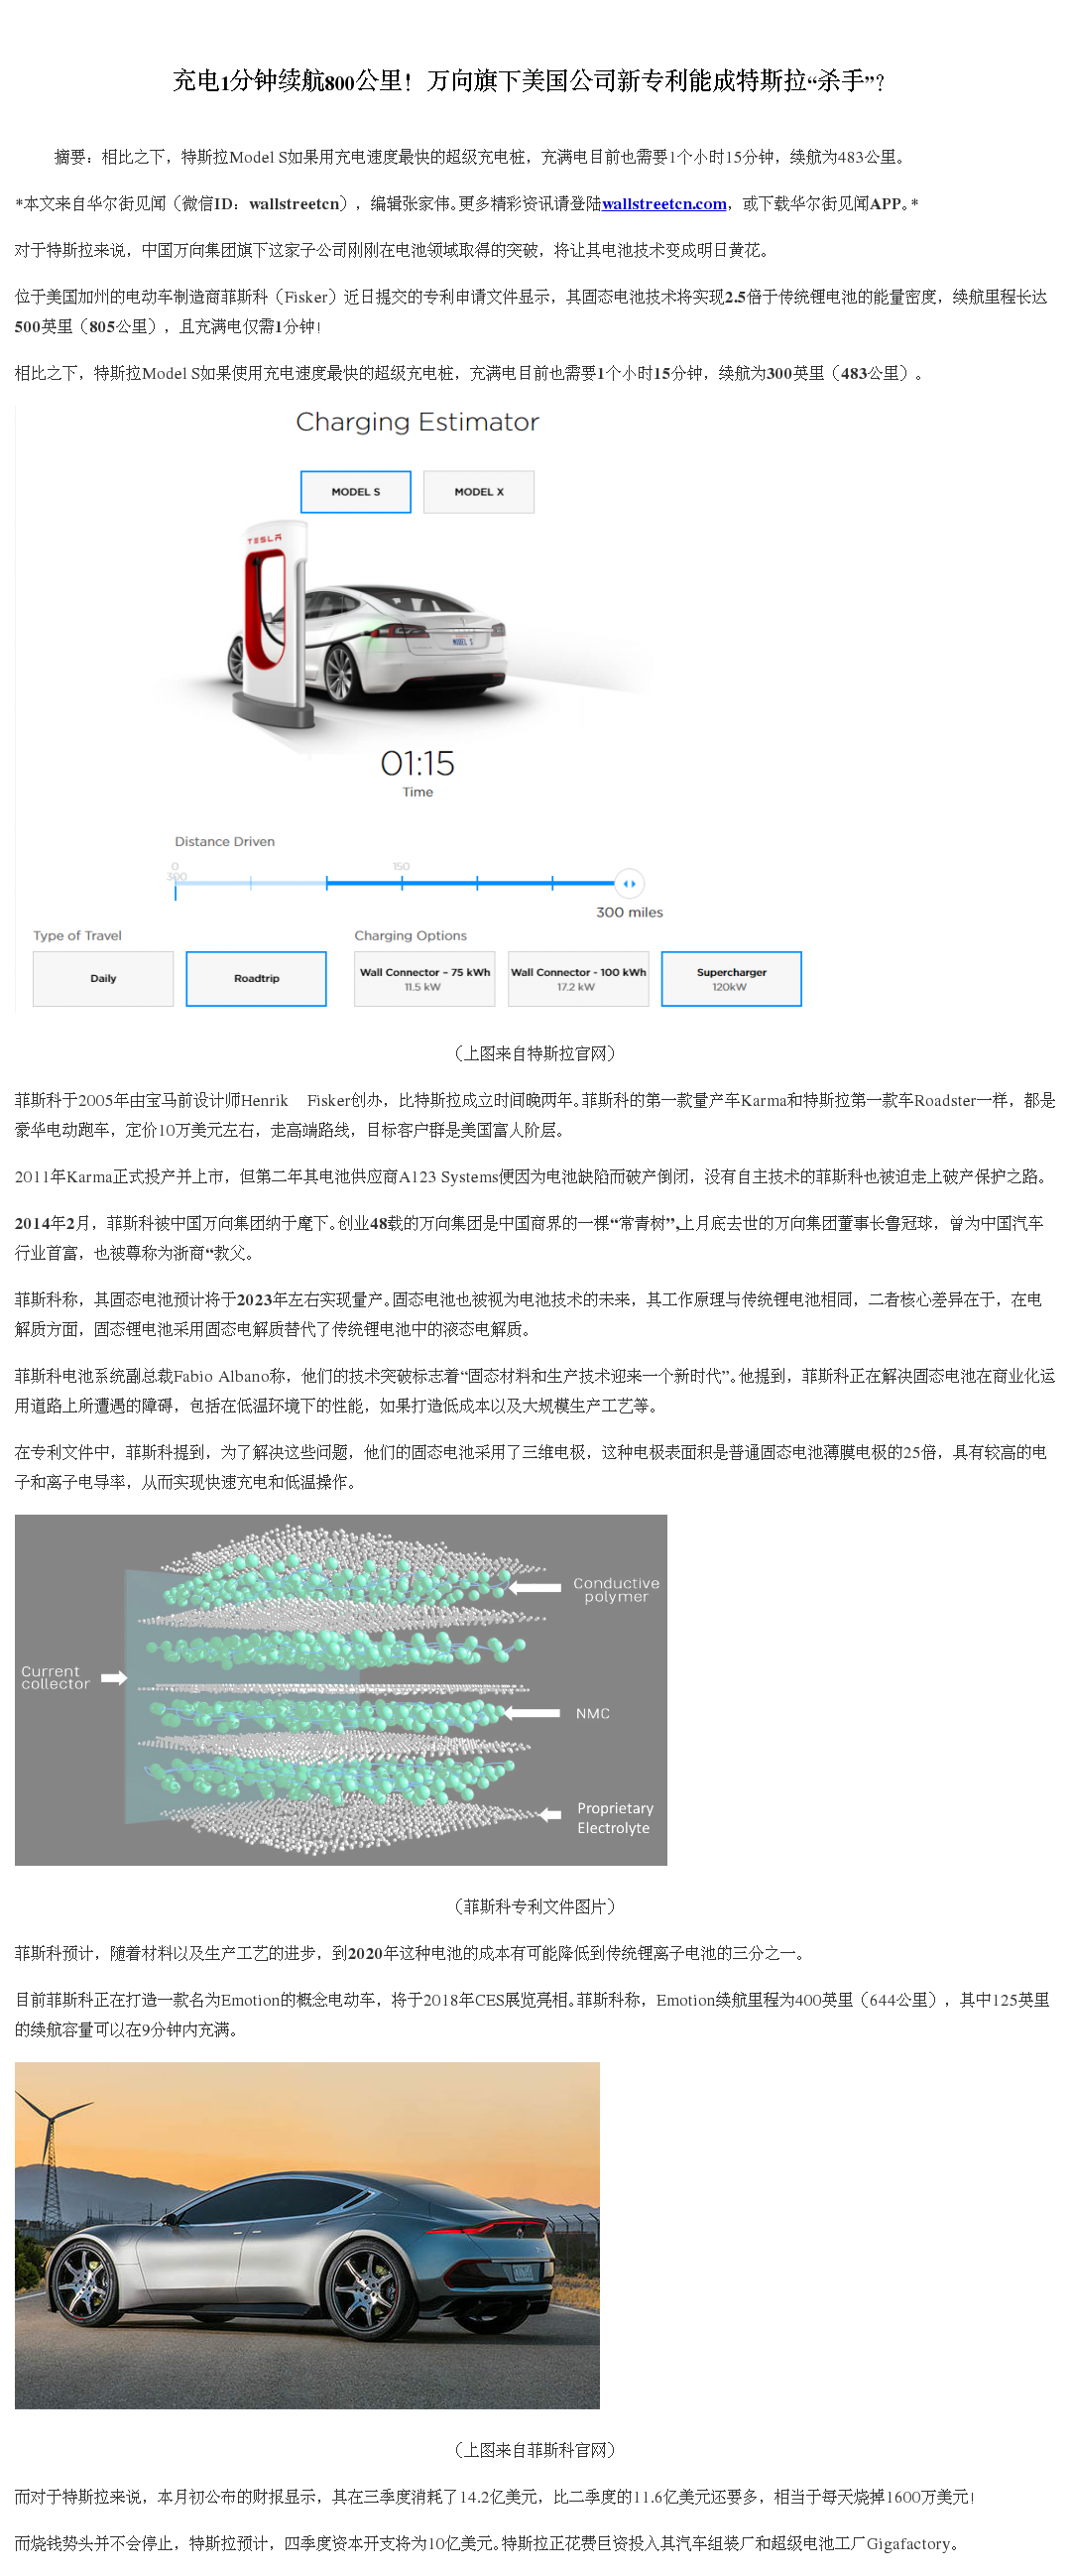 充电1分钟续航800公里！万向旗下美国公司新专利能成特斯拉“杀手”？
摘要：相比之下，特斯拉Model S如果用充电速度最快的超级充电桩，充满电目前也需要1个小时15分钟，续航为483公里。
*本文来自华尔街见闻（微信ID：wallstreetcn），编辑张家伟。更多精彩资讯请登陆wallstreetcn.com，或下载华尔街见闻APP。*
对于特斯拉来说，中国万向集团旗下这家子公司刚刚在电池领域取得的突破，将让其电池技术变成明日黄花。
位于美国加州的电动车制造商菲斯科（Fisker）近日提交的专利申请文件显示，其固态电池技术将实现2.5倍于传统锂电池的能量密度，续航里程长达
500英里（805公里），且充满电仅需1分钟！
相比之下，特斯拉Model S如果使用充电速度最快的超级充电桩，充满电目前也需要1个小时15分钟，续航为300英里（483公里）。
Charging Estimator
MODEL S MODEL X
TESLA
MODEL S
01:15
Time
Distance Driven
0 150
300
300 miles
Type of Travel Charging Options
Daily Roadtrip Wall Connector – 75 kWh Wall Connector - 100 kWh Supercharger
11.5 kW 17.2 kW 120kW
（上图来自特斯拉官网）
菲斯科于2005年由宝马前设计师Henrik Fisker创办，比特斯拉成立时间晚两年。菲斯科的第一款量产车Karma和特斯拉第一款车Roadster一样，都是
豪华电动跑车，定价10万美元左右，走高端路线，目标客户群是美国富人阶层。
2011年Karma正式投产并上市，但第二年其电池供应商A123 Systems便因为电池缺陷而破产倒闭，没有自主技术的菲斯科也被迫走上破产保护之路。
2014年2月，菲斯科被中国万向集团纳于麾下。创业48载的万向集团是中国商界的一棵“常青树”,上月底去世的万向集团董事长鲁冠球，曾为中国汽车
行业首富，也被尊称为浙商“教父。
菲斯科称，其固态电池预计将于2023年左右实现量产。固态电池也被视为电池技术的未来，其工作原理与传统锂电池相同，二者核心差异在于，在电
解质方面，固态锂电池采用固态电解质替代了传统锂电池中的液态电解质。
菲斯科电池系统副总裁Fabio Albano称，他们的技术突破标志着“固态材料和生产技术迎来一个新时代”。他提到，菲斯科正在解决固态电池在商业化运
用道路上所遭遇的障碍，包括在低温环境下的性能，如果打造低成本以及大规模生产工艺等。
在专利文件中，菲斯科提到，为了解决这些问题，他们的固态电池采用了三维电极，这种电极表面积是普通固态电池薄膜电极的25倍，具有较高的电
子和离子电导率，从而实现快速充电和低温操作。
Conductive
polymer
Current
collector
NMC
Proprietary
Electrolyte
（菲斯科专利文件图片）
菲斯科预计，随着材料以及生产工艺的进步，到2020年这种电池的成本有可能降低到传统锂离子电池的三分之一。
目前菲斯科正在打造一款名为Emotion的概念电动车，将于2018年CES展览亮相。菲斯科称，Emotion续航里程为400英里（644公里），其中125英里
的续航容量可以在9分钟内充满。
（上图来自菲斯科官网）
而对于特斯拉来说，本月初公布的财报显示，其在三季度消耗了14.2亿美元，比二季度的11.6亿美元还要多，相当于每天烧掉1600万美元！
而烧钱势头并不会停止，特斯拉预计，四季度资本开支将为10亿美元。特斯拉正花费巨资投入其汽车组装厂和超级电池工厂Gigafactory。